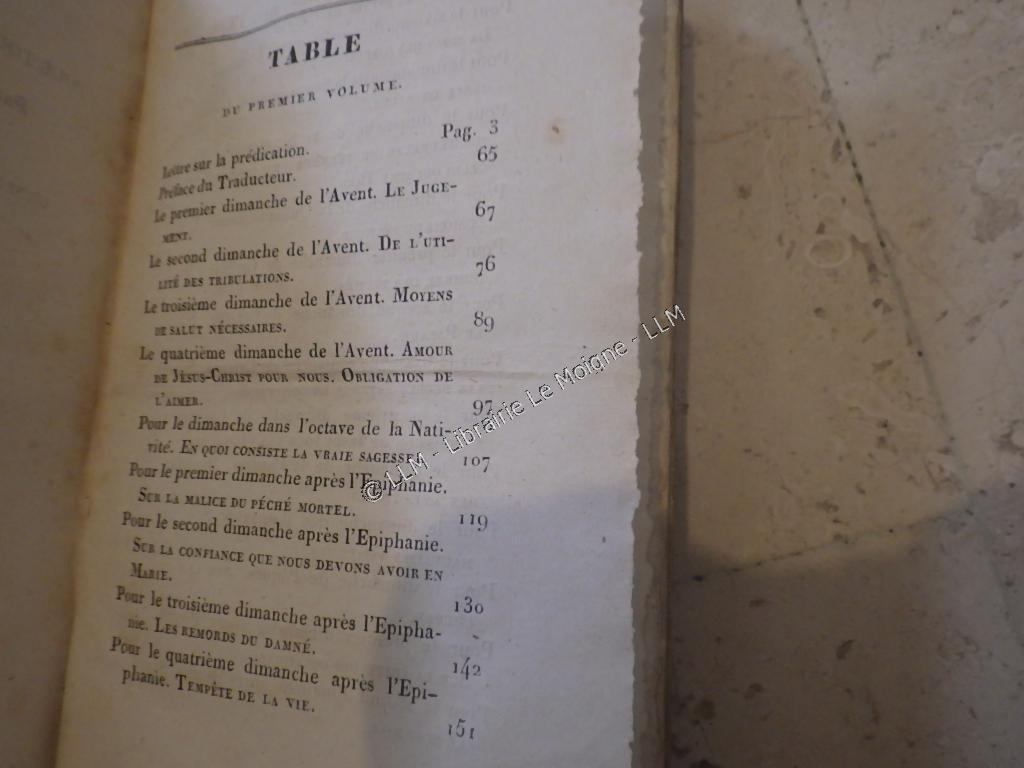 TABLE
DU PREMIER VOLUME.
Pag. 3
Lettre sur la prédication.
65
Préface du Traducteur.
Le premier dimanche de l'Avent. LE JUGE-
MENT.
67
Le second dimanche de l'Avent. DE L'UTI-
LITÉ DES TRIBULATIONS.
76
Le troisième dimanche de l'Avent. MOYENS
DE SALUT NÉCESSAIRES.
89
Le quatrième dimanche de l'Avent. AMOUR
DE JÉSUS-CHRIST POUR NOUS. OBLIGATION DE
L'AIMER.
97
Pour le dimanche dans l'octave de la Nati-
vité. EN QUOI CONSISTE LA VRAIE SAGESSE.
107
Pour le premier dimanche après l'Epiphanie.
SUR LA MALICE DU PÉCHÉ MORTEL.
119
Pour le second dimanche après l'Epiphanie.
SUR LA CONFIANCE QUE NOUS DEVONS AVOIR EN
MARIE.
130
Pour le troisième dimanche après l'Epipha-
nie. LES REMORDS DU DAMNÉ.
142
Pour le quatrième dimanche après l'Epi-
phanie. TEMPÊTE DE LA VIE.
151
© LLM - Librairie Le Moigne - LLM